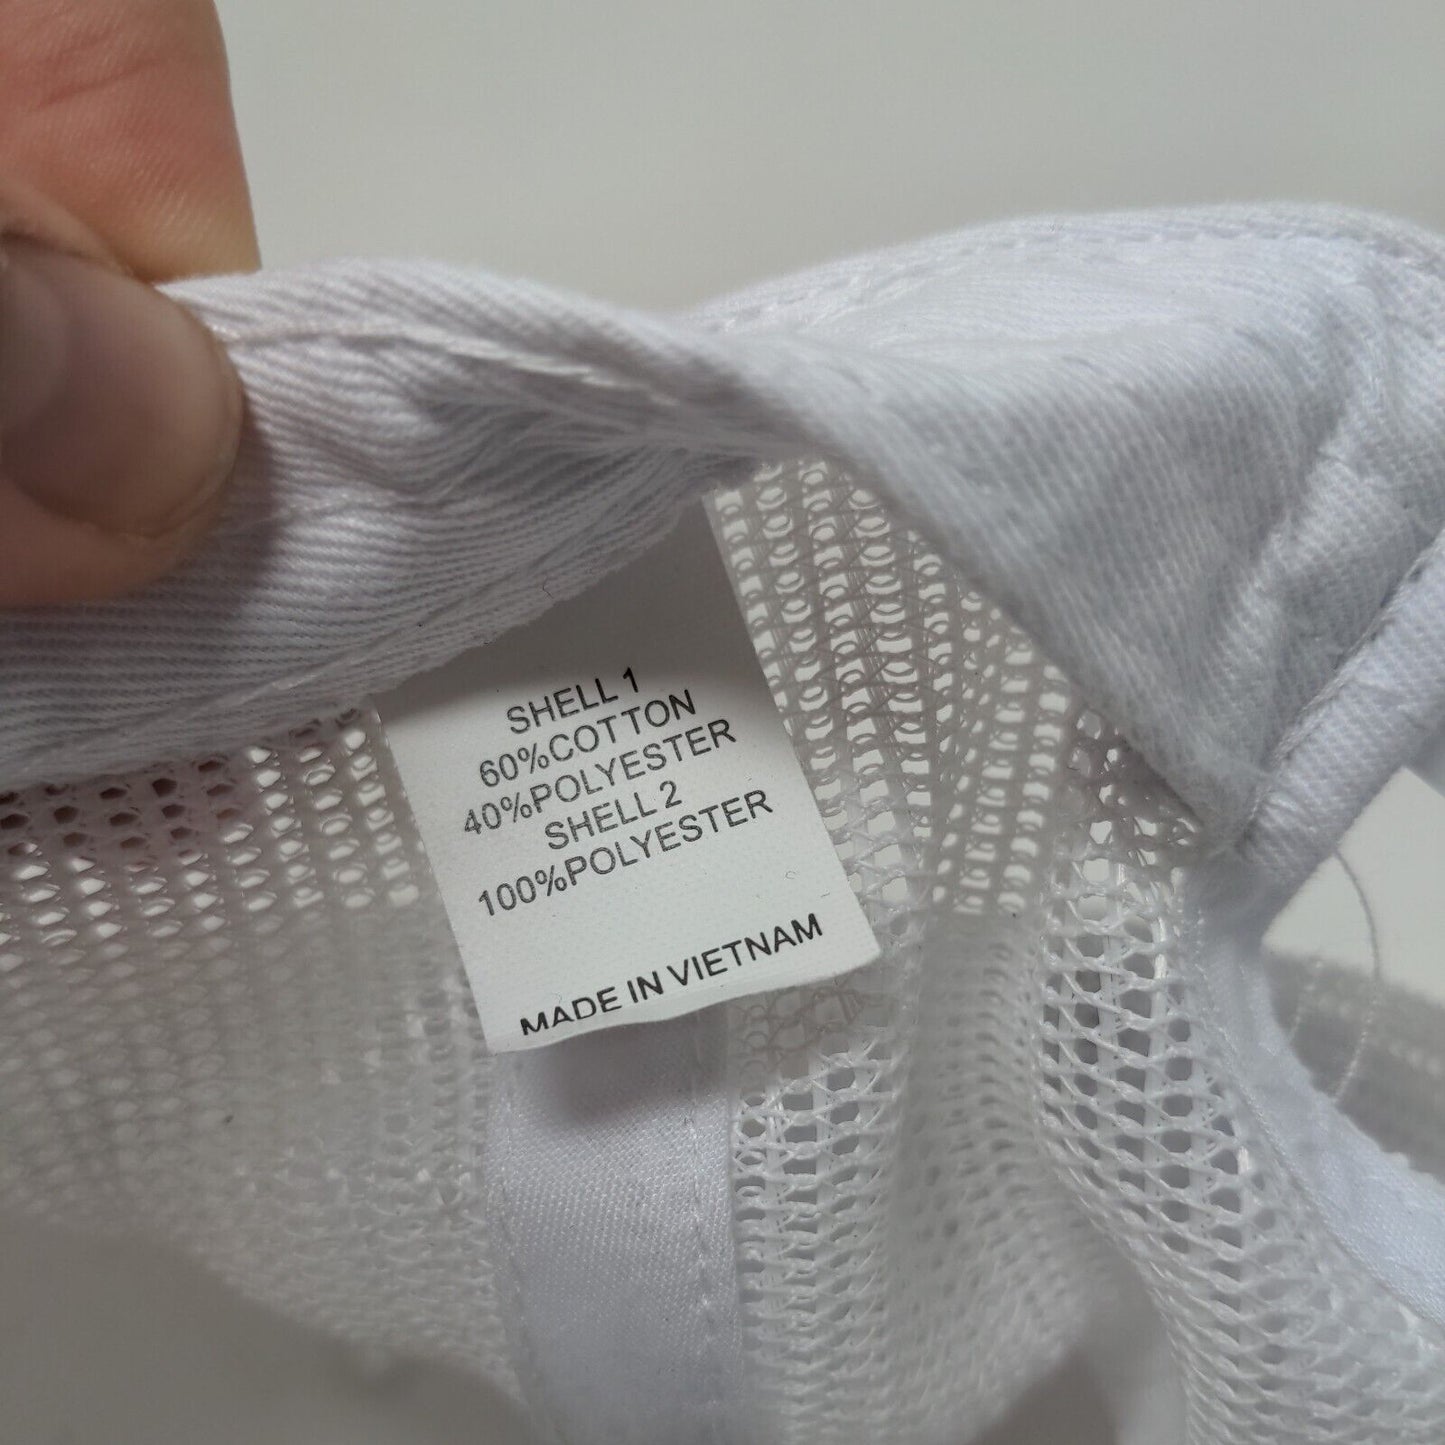 SHELL 1
60%COTTON
40%POLYESTER
SHELL 2
100%POLYESTER
MADE IN VIETNAM